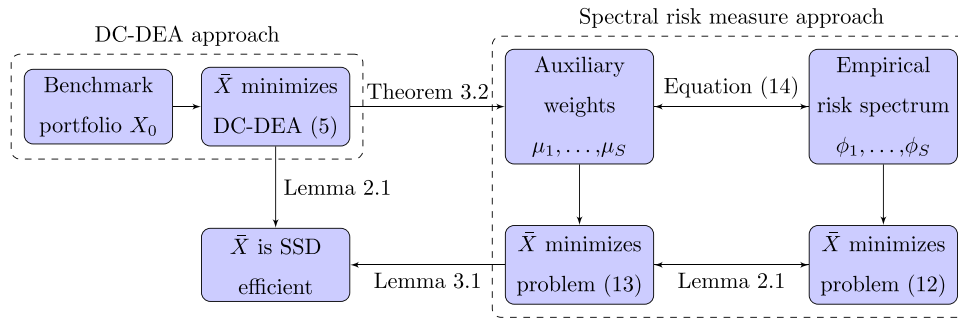 Spectral risk measure approach
DC-DEA approach
Benchmark
portfolio X₀
X̄ minimizes
DC-DEA (5)
Theorem 3.2
Auxiliary
weights
μ₁,...,μ_S
Equation (14)
Empirical
risk spectrum
ϕ₁,...,ϕ_S
Lemma 2.1
X̄ is SSD
efficient
Lemma 3.1
X̄ minimizes
problem (13)
Lemma 2.1
X̄ minimizes
problem (12)